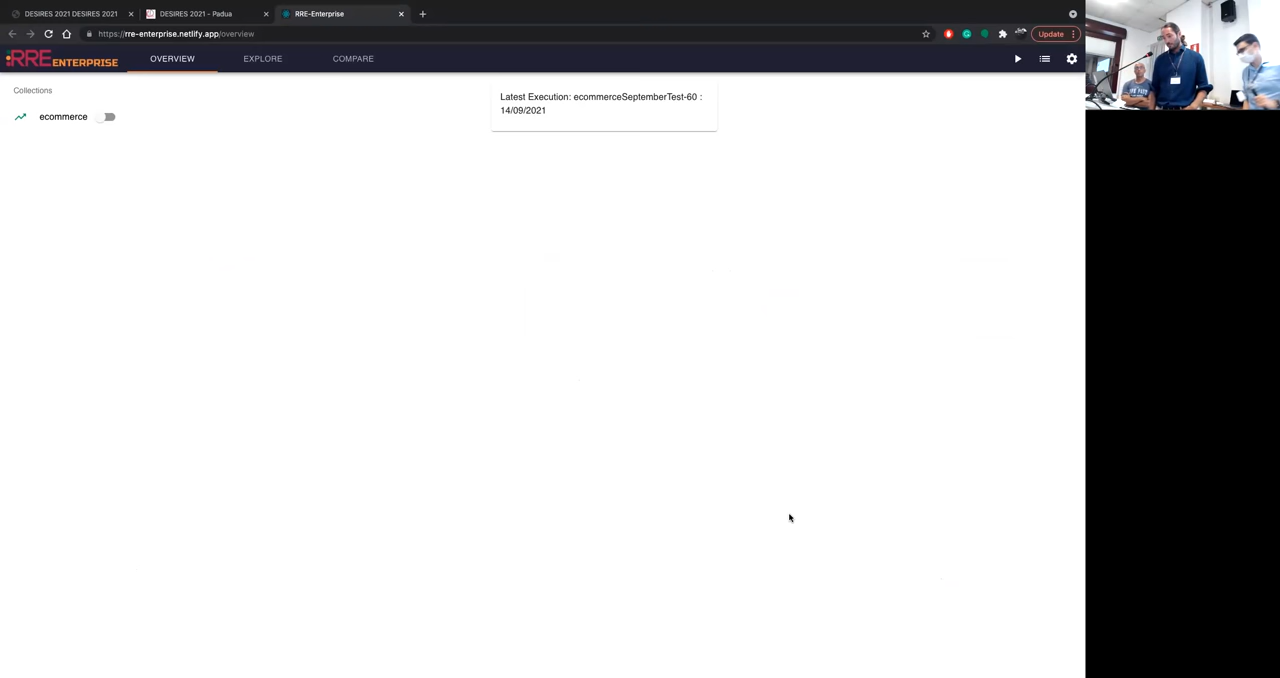 DESIRES 2021 DESIRES 2021
DESIRES 2021 - Padua
RRE-Enterprise
https://rre-enterprise.netlify.app/overview
Update
RRE ENTERPRISE
OVERVIEW
EXPLORE
COMPARE
Collections
ecommerce
Latest Execution: ecommerceSeptemberTest-60 :
14/09/2021